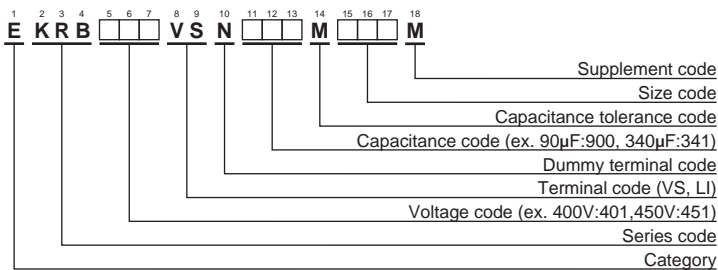 1 2 3 4 5 6 7 8 9 10 11 12 13 14 15 16 17 18
E K R B V S N M M
Supplement code
Size code
Capacitance tolerance code
Capacitance code (ex. 90µF:900, 340µF:341)
Dummy terminal code
Terminal code (VS, LI)
Voltage code (ex. 400V:401,450V:451)
Series code
Category